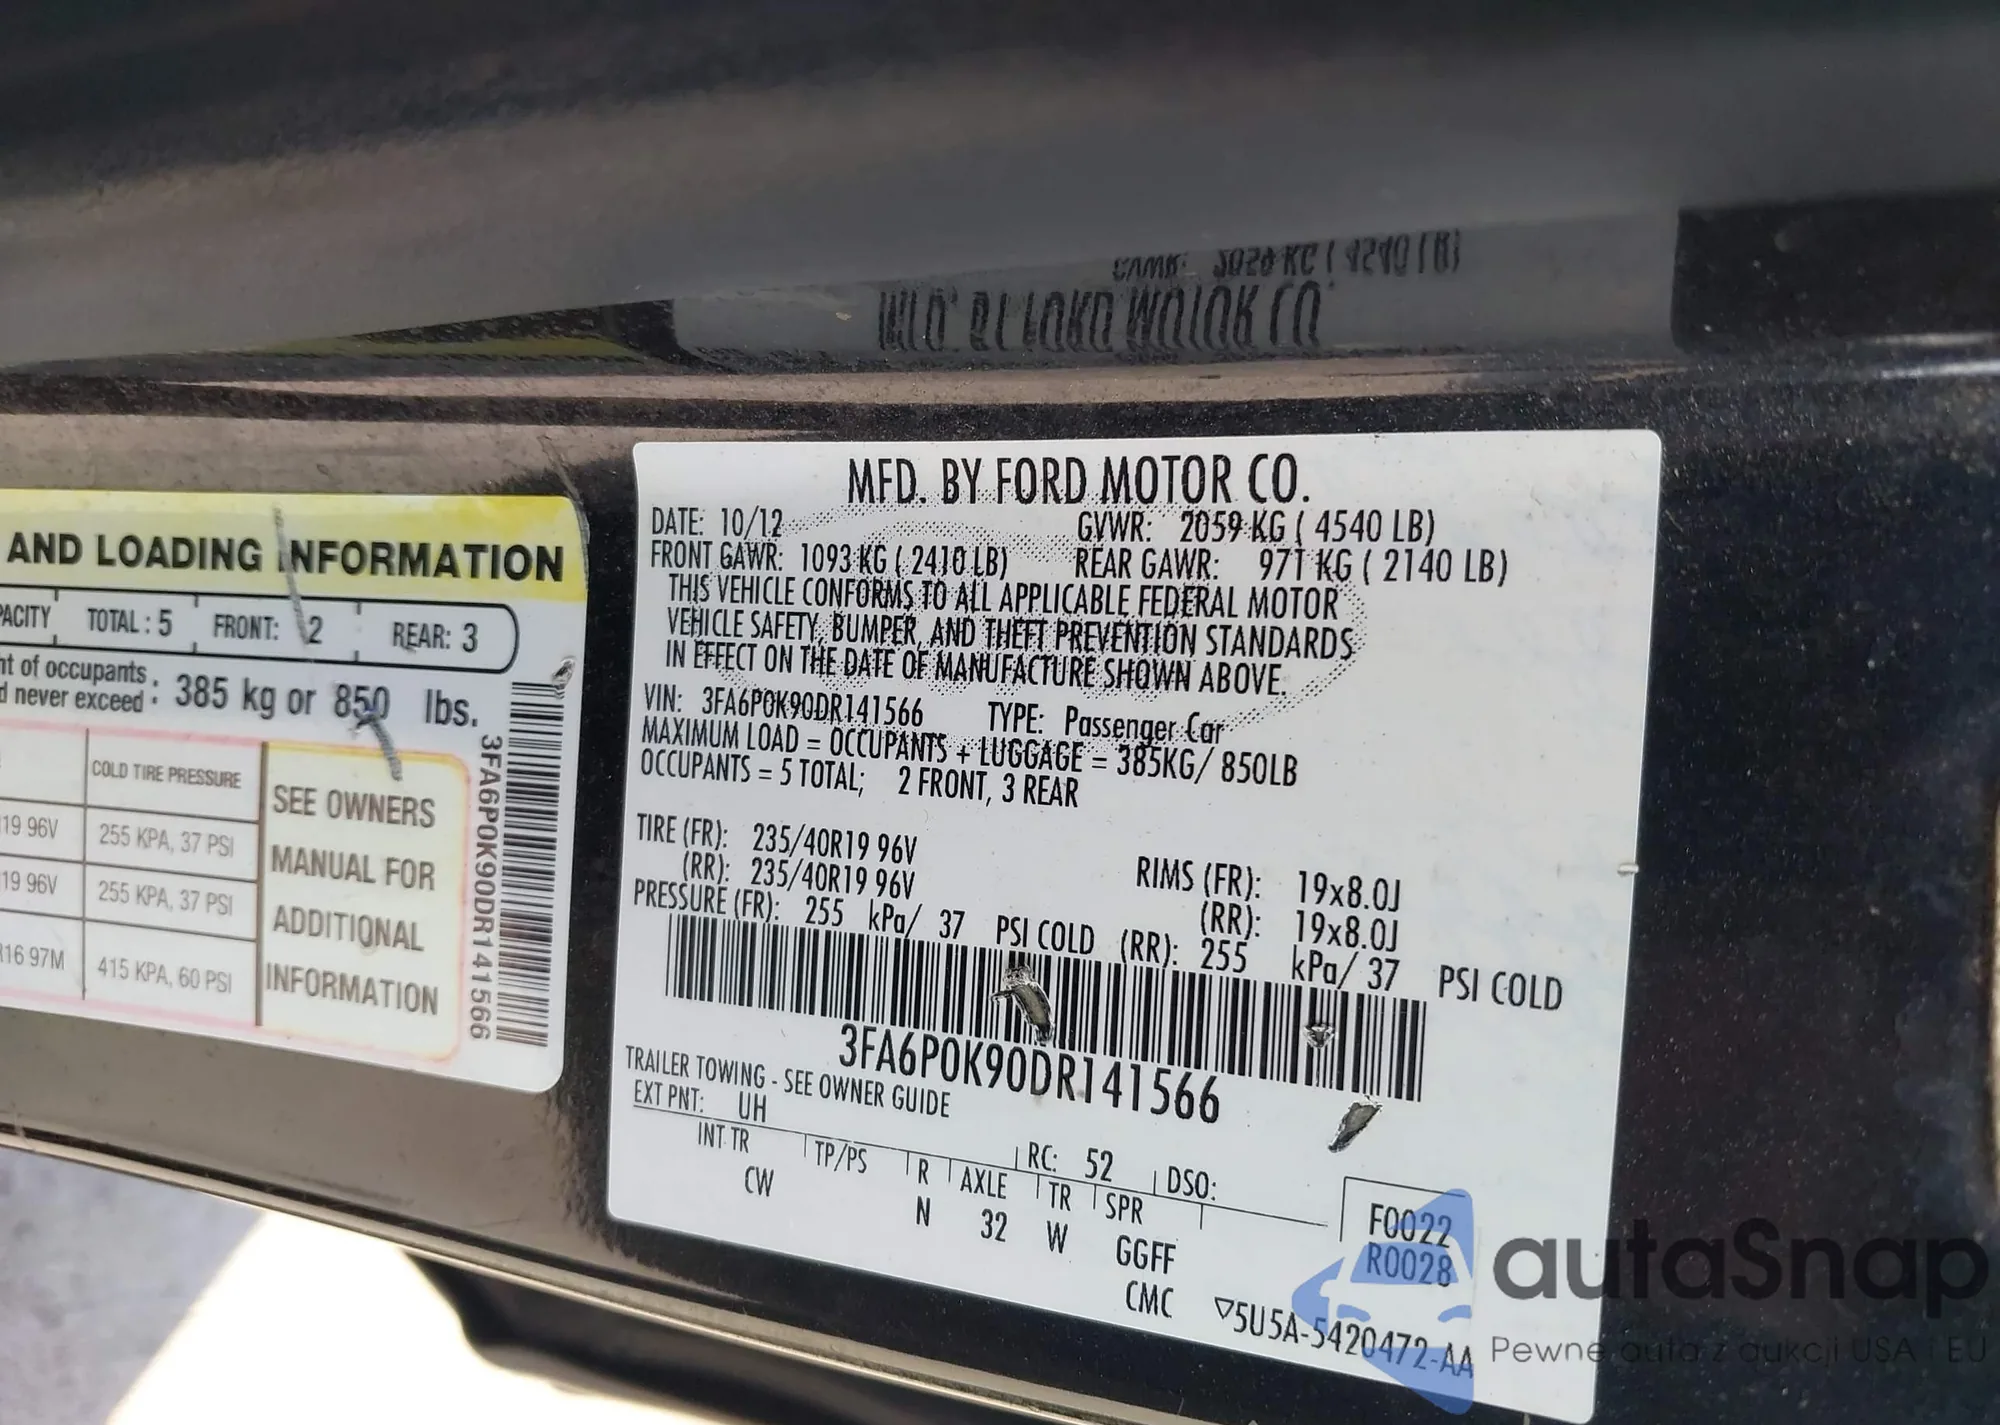 AND LOADING INFORMATION
PACITY TOTAL : 5 FRONT: 2 REAR: 3
of occupants
never exceed : 385 kg or 850 lbs.
COLD TIRE PRESSURE
19 96V 255 KPA, 37 PSI
19 96V 255 KPA, 37 PSI
R16 97M 415 KPA, 60 PSI
SEE OWNERS
MANUAL FOR
ADDITIONAL
INFORMATION
3FA6P0K90DR141566
MFD. BY FORD MOTOR CO.
DATE: 10/12 GVWR: 2059 KG ( 4540 LB)
FRONT GAWR: 1093 KG ( 2410 LB) REAR GAWR: 971 KG ( 2140 LB)
THIS VEHICLE CONFORMS TO ALL APPLICABLE FEDERAL MOTOR
VEHICLE SAFETY, BUMPER, AND THEFT PREVENTION STANDARDS
IN EFFECT ON THE DATE OF MANUFACTURE SHOWN ABOVE.
VIN: 3FA6P0K90DR141566 TYPE: Passenger Car
MAXIMUM LOAD = OCCUPANTS + LUGGAGE = 385KG/ 850LB
OCCUPANTS = 5 TOTAL; 2 FRONT, 3 REAR
TIRE (FR): 235/40R19 96V RIMS (FR): 19x8.0J
(RR): 235/40R19 96V (RR): 19x8.0J
PRESSURE (FR): 255 kPa/ 37 PSI COLD (RR): 255 kPa/ 37 PSI COLD
3FA6P0K90DR141566
TRAILER TOWING - SEE OWNER GUIDE
EXT PNT: UH RC: 52 DSO:
INT TR TP/PS R AXLE TR SPR
CW N 32 W GGFF
CMC
F0022
R0028
▽5U5A-5420472-AA
autaSnap
Pewne auta z aukcji USA i EU